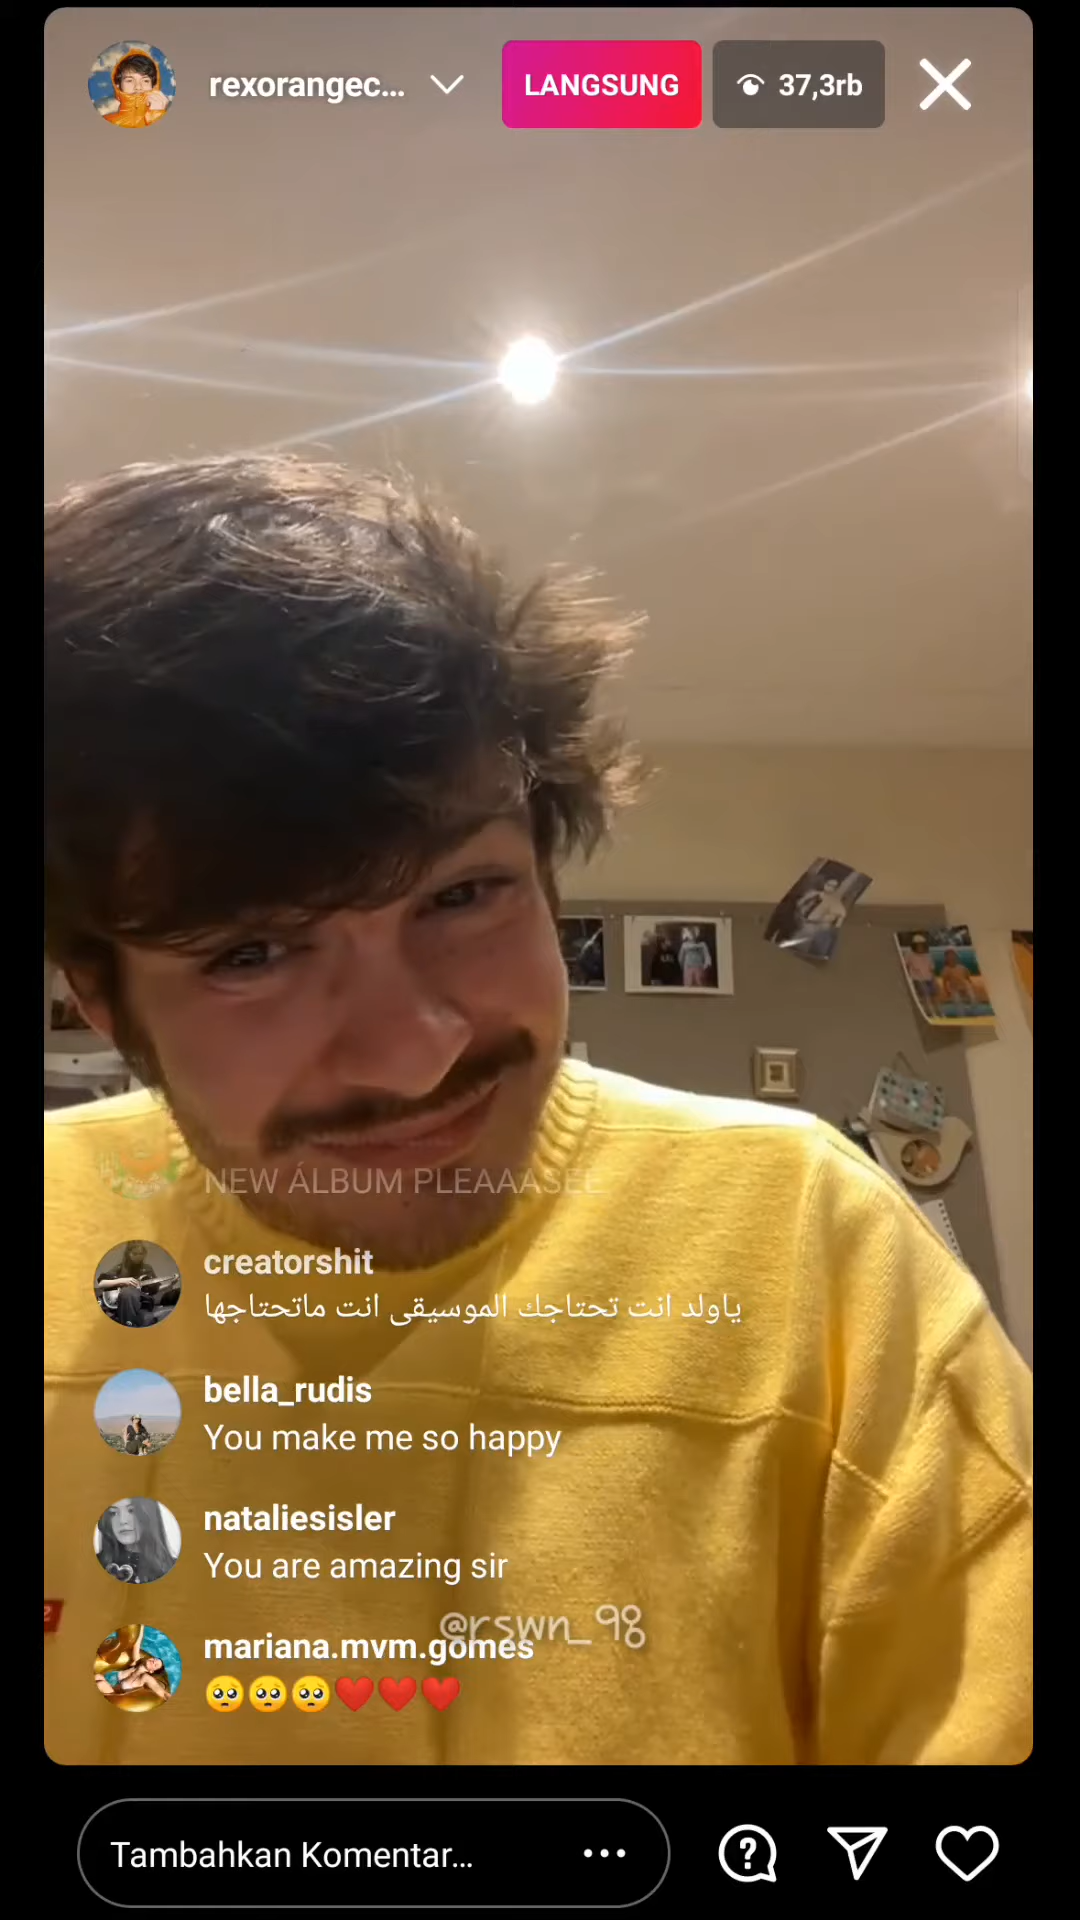 rexorangec...
LANGSUNG
37,3rb
NEW ÁLBUM PLEAAASEE
creatorshit
ياولد انت تحتاجك الموسيقى انت ماتحتاجها
bella_rudis
You make me so happy
nataliesisler
You are amazing sir
@rswn_98
mariana.mvm.gomes
🥺🥺🥺❤️❤️❤️
Tambahkan Komentar...